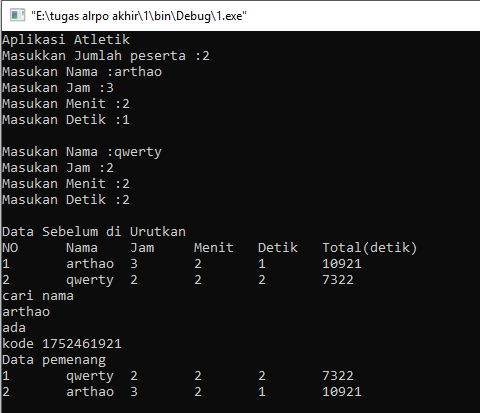 "E:\tugas alrpo akhir\1\bin\Debug\1.exe"
Aplikasi Atletik
Masukkan Jumlah peserta :2
Masukan Nama :arthao
Masukan Jam :3
Masukan Menit :2
Masukan Detik :1
Masukan Nama :qwerty
Masukan Jam :2
Masukan Menit :2
Masukan Detik :2
Data Sebelum di Urutkan
NO Nama Jam Menit Detik Total(detik)
1 arthao 3 2 1 10921
2 qwerty 2 2 2 7322
cari nama
arthao
ada
kode 1752461921
Data pemenang
1 qwerty 2 2 2 7322
2 arthao 3 2 1 10921